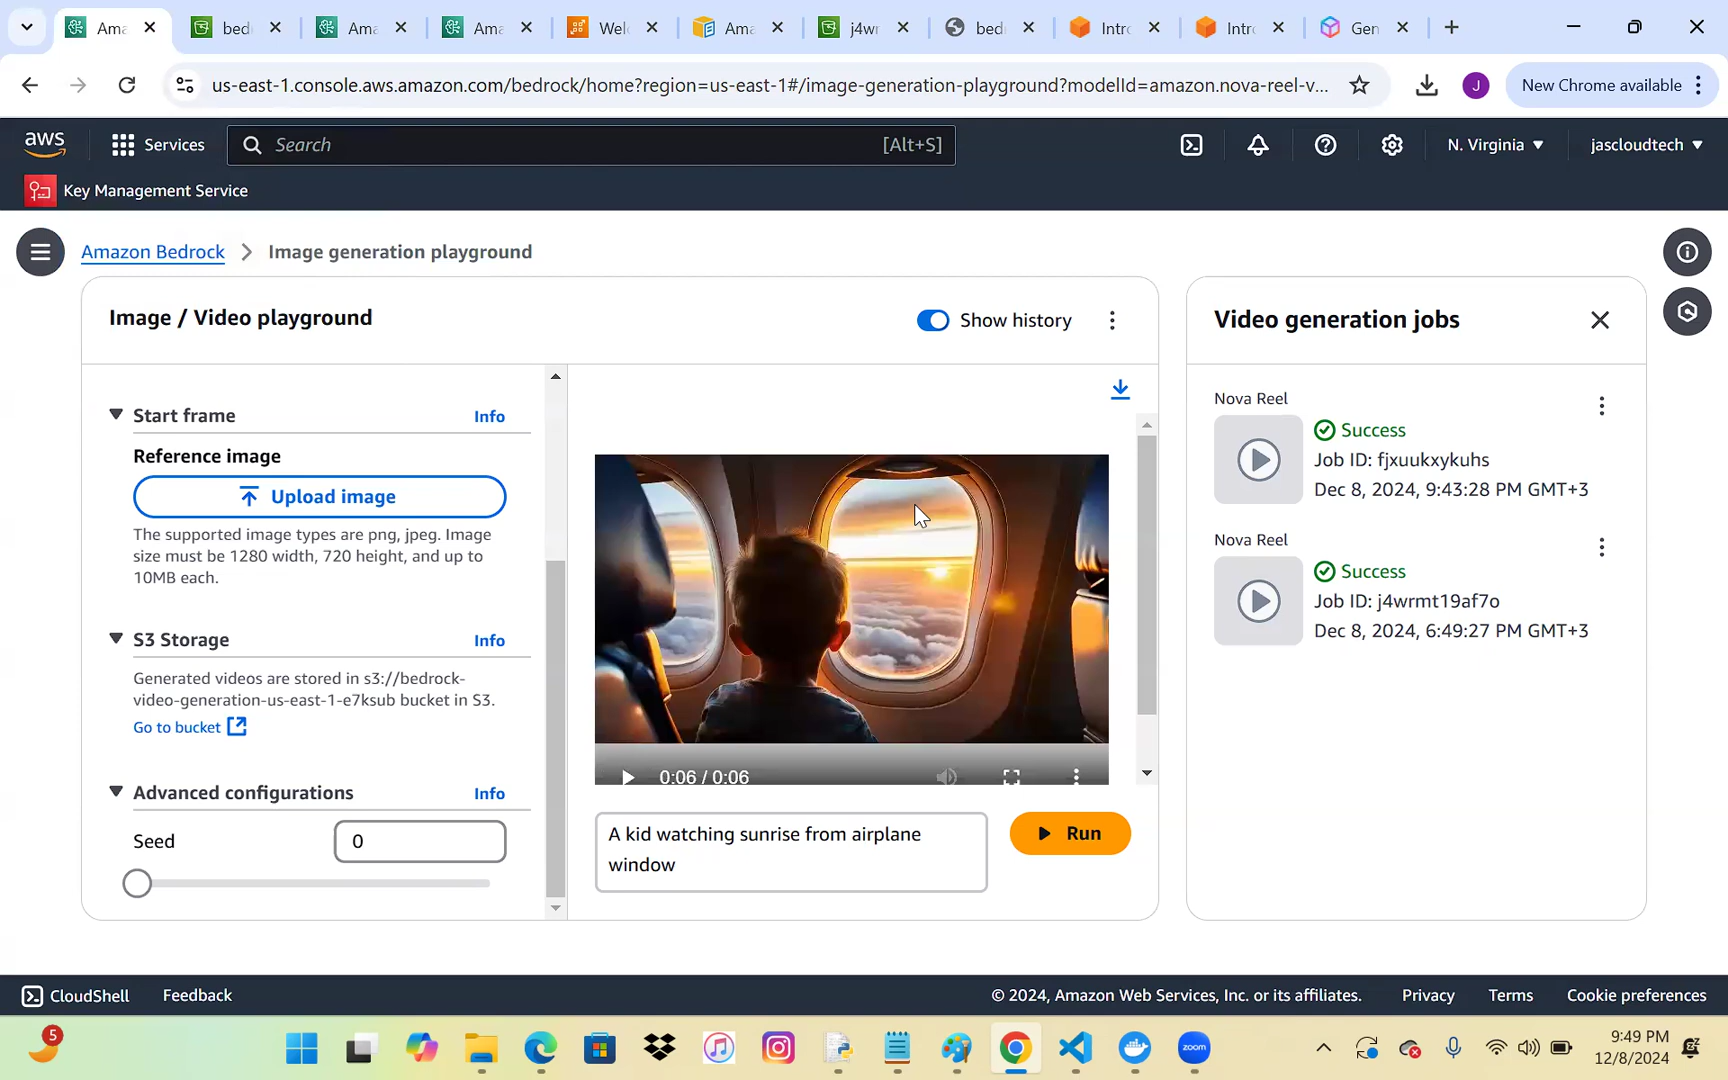 Ama
bed
Ama
Ama
Welc
Ama
j4wr
bed
Intro
Intro
Gen
us-east-1.console.aws.amazon.com/bedrock/home?region=us-east-1#/image-generation-playground?modelId=amazon.nova-reel-v...
New Chrome available
J
aws
Services
Search
[Alt+S]
N. Virginia
jascloudtech
Key Management Service
Amazon Bedrock
Image generation playground
Image / Video playground
Show history
Start frame
Info
Reference image
Upload image
The supported image types are png, jpeg. Image
size must be 1280 width, 720 height, and up to
10MB each.
S3 Storage
Info
Generated videos are stored in s3://bedrock-
video-generation-us-east-1-e7ksub bucket in S3.
Go to bucket
Advanced configurations
Info
Seed
0
0:06 / 0:06
A kid watching sunrise from airplane
window
Run
Video generation jobs
Nova Reel
Success
Job ID: fjxuukxykuhs
Dec 8, 2024, 9:43:28 PM GMT+3
Nova Reel
Success
Job ID: j4wrmt19af7o
Dec 8, 2024, 6:49:27 PM GMT+3
CloudShell
Feedback
© 2024, Amazon Web Services, Inc. or its affiliates.
Privacy
Terms
Cookie preferences
5
zoom
9:49 PM
12/8/2024